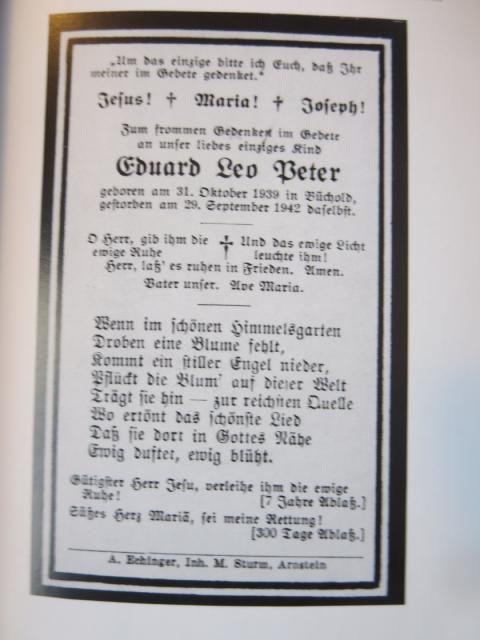 „Um das einzige bitte ich Euch, daß Ihr
meiner im Gebete gedenket.“
Jesus! † Maria! † Joseph!
Zum frommen Gedenken im Gebete
an unser liebes einziges Kind
Eduard Leo Peter
geboren am 31. Oktober 1939 in Büchold,
gestorben am 29. September 1942 daselbst.
O Herr, gib ihm die † Und das ewige Licht
ewige Ruhe leuchte ihm!
Herr, laß' es ruhen in Frieden. Amen.
Vater unser. Ave Maria.
Wenn im schönen Himmelsgarten
Droben eine Blume fehlt,
Kommt ein stiller Engel nieder,
Pflückt die Blum' auf dieser Welt
Trägt sie hin — zur reichsten Quelle
Wo ertönt das schönste Lied
Daß sie dort in Gottes Nähe
Ewig duftet, ewig blüht.
Gütigster Herr Jesu, verleihe ihm die ewige
Ruhe! [7 Jahre Ablaß.]
Süßes Herz Mariä, sei meine Rettung!
[300 Tage Ablaß.]
A. Echinger, Inh. M. Sturm, Arnstein